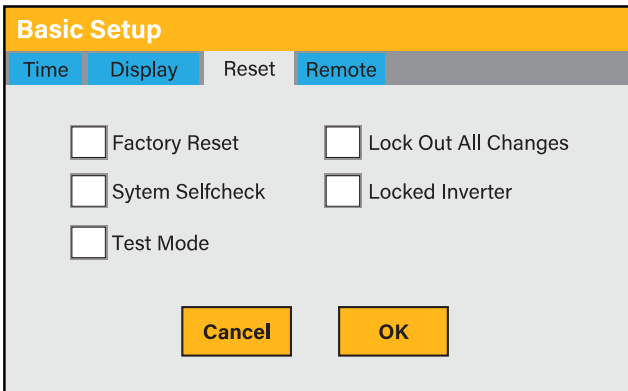 Basic Setup
Time Display Reset Remote
Factory Reset Lock Out All Changes
Sytem Selfcheck Locked Inverter
Test Mode
Cancel OK